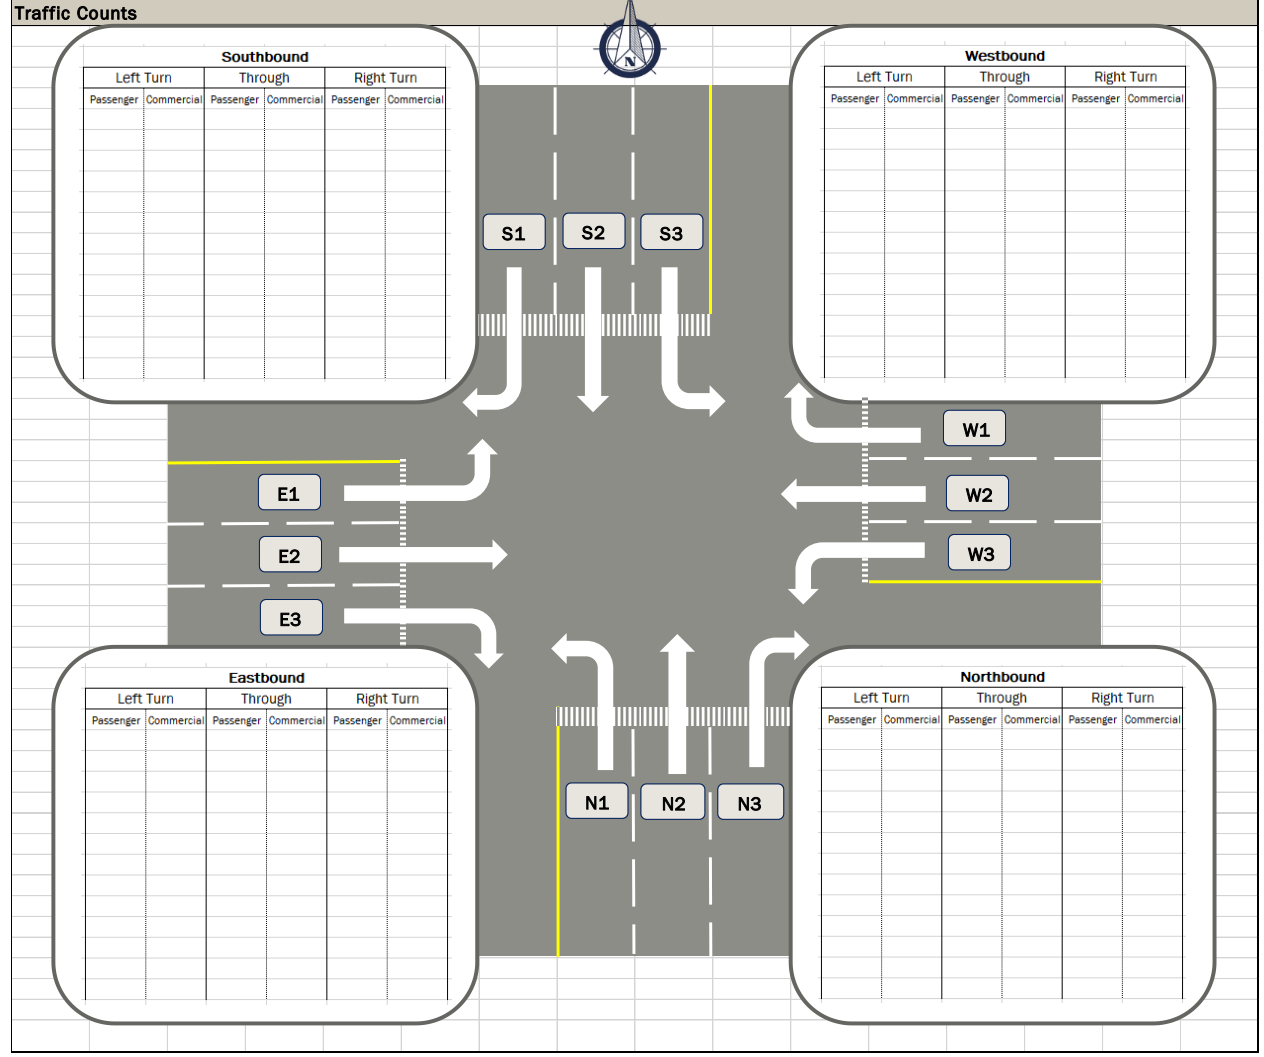 Traffic Counts
N
Southbound
Left Turn Through Right Turn
Passenger Commercial Passenger Commercial Passenger Commercial
Westbound
Left Turn Through Right Turn
Passenger Commercial Passenger Commercial Passenger Commercial
S1 S2 S3
W1
W2
W3
E1
E2
E3
Eastbound
Left Turn Through Right Turn
Passenger Commercial Passenger Commercial Passenger Commercial
Northbound
Left Turn Through Right Turn
Passenger Commercial Passenger Commercial Passenger Commercial
N1 N2 N3